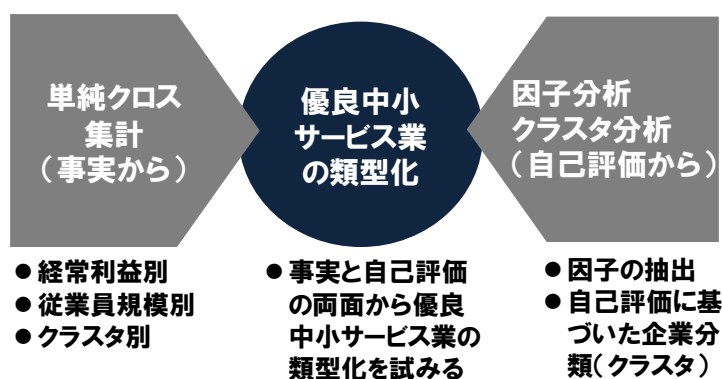 単純クロス
集計
（事実から）
優良中小
サービス業
の類型化
因子分析
クラスタ分析
（自己評価から）
●経常利益別
●従業員規模別
●クラスタ別
●事実と自己評価
の両面から優良
中小サービス業の
類型化を試みる
●因子の抽出
●自己評価に基
づいた企業分
類（クラスタ）